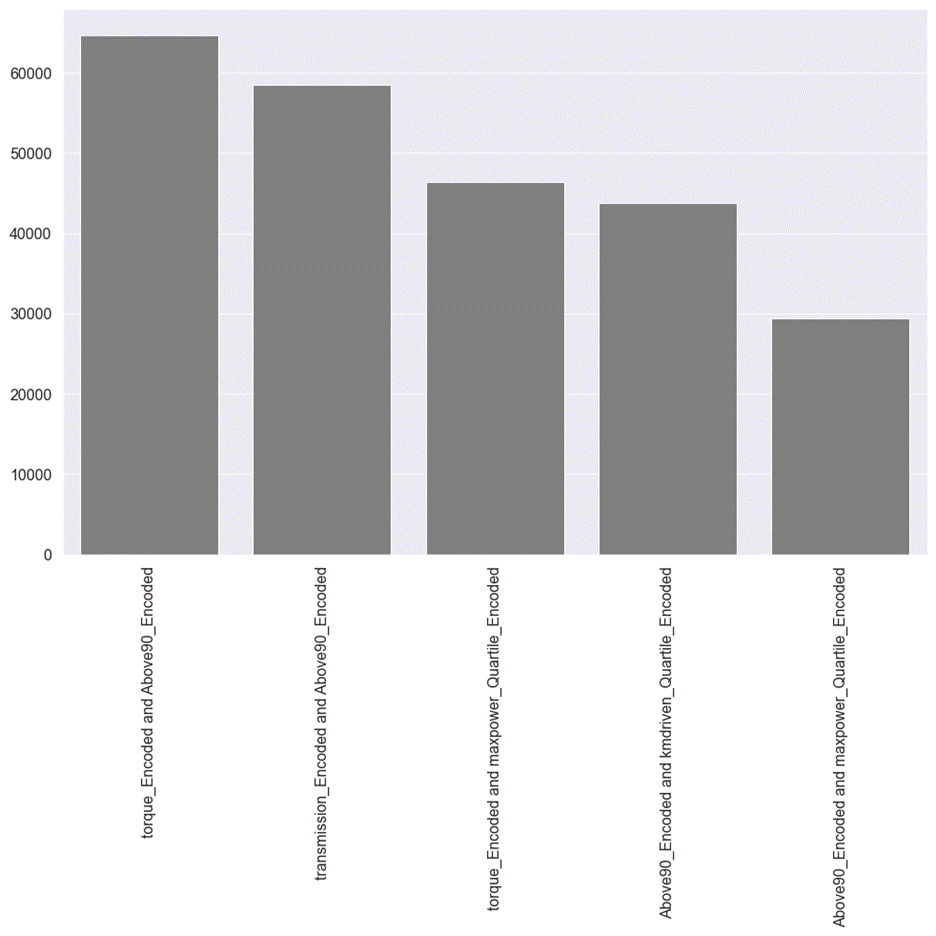 60000
50000
40000
30000
20000
10000
0
torque_Encoded and Above90_Encoded
transmission_Encoded and Above90_Encoded
torque_Encoded and maxpower_Quartile_Encoded
Above90_Encoded and kmdriven_Quartile_Encoded
Above90_Encoded and maxpower_Quartile_Encoded